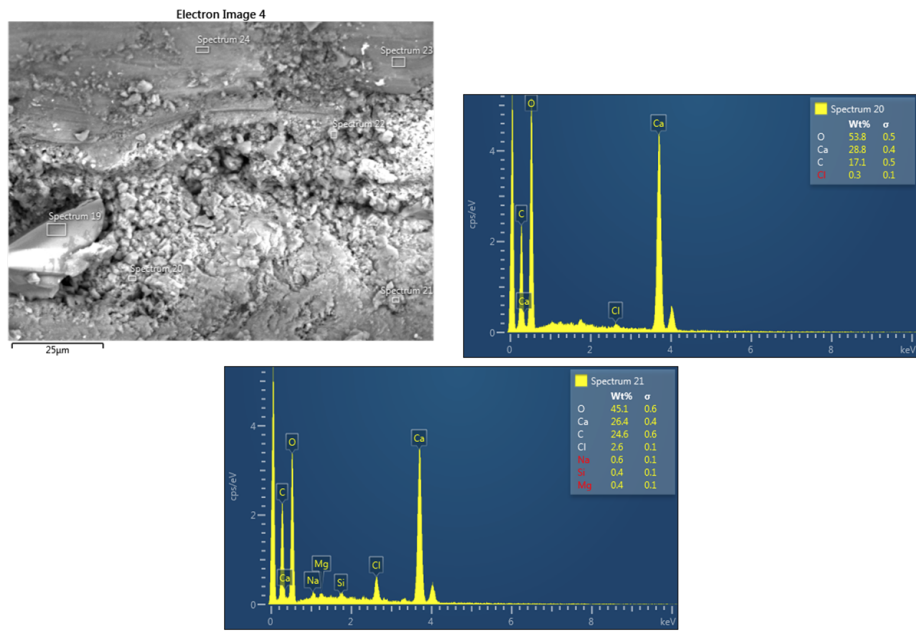 Electron Image 4
Spectrum 24
Spectrum 23
Spectrum 19
Spectrum 20
Spectrum 21
25µm
cps/eV
4
2
0
O
C
Ca
Cl
Ca
0 2 4 6 8 keV
Spectrum 20
Wt% σ
O 53.8 0.5
Ca 28.8 0.4
C 17.1 0.5
Cl 0.3 0.1
cps/eV
4
2
0
O
C
Ca
Na
Mg
Si
Cl
Ca
0 2 4 6 8 keV
Spectrum 21
Wt% σ
O 45.1 0.6
Ca 26.4 0.4
C 24.6 0.6
Cl 2.6 0.1
Na 0.6 0.1
Si 0.4 0.1
Mg 0.4 0.1